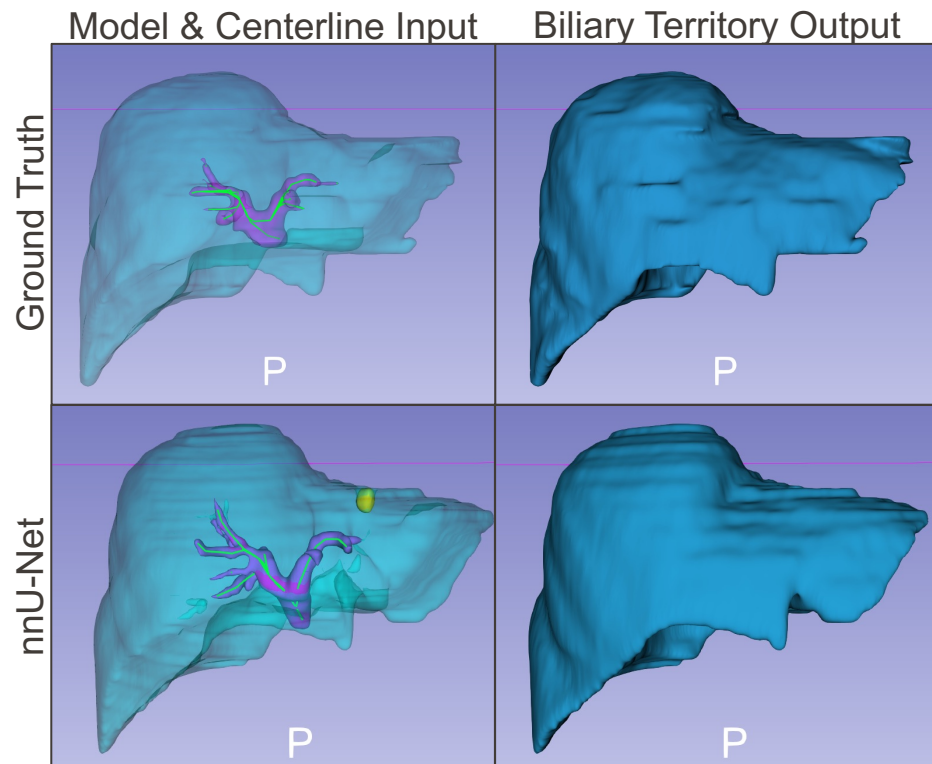 Model & Centerline Input
Biliary Territory Output
Ground Truth
P
P
nnU-Net
P
P